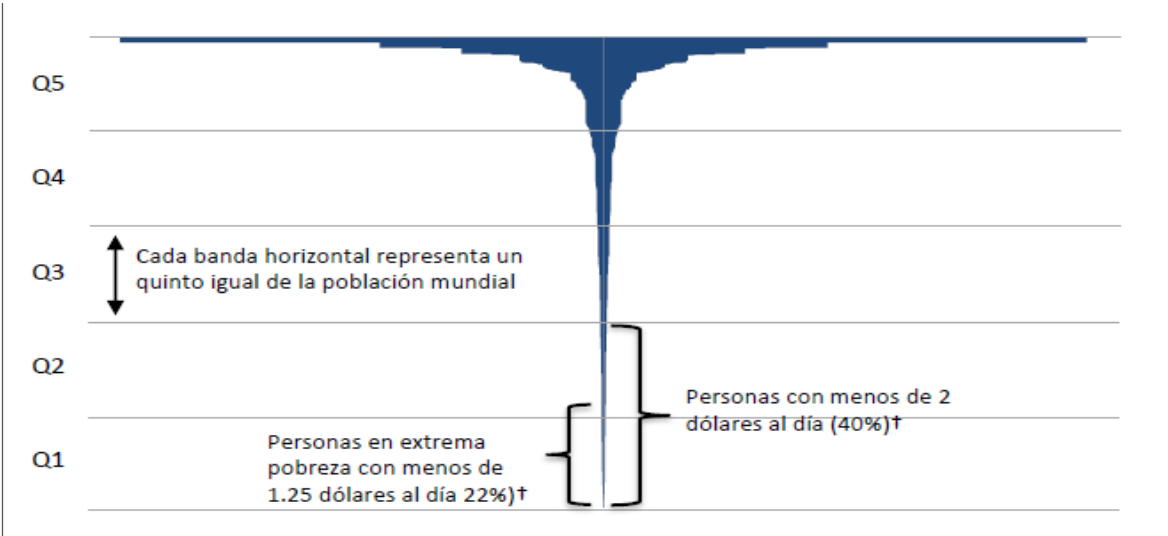 Q5
Q4
Q3
Cada banda horizontal representa un
quinto igual de la población mundial
Q2
Personas con menos de 2
dólares al día (40%)†
Q1
Personas en extrema
pobreza con menos de
1.25 dólares al día 22%)†